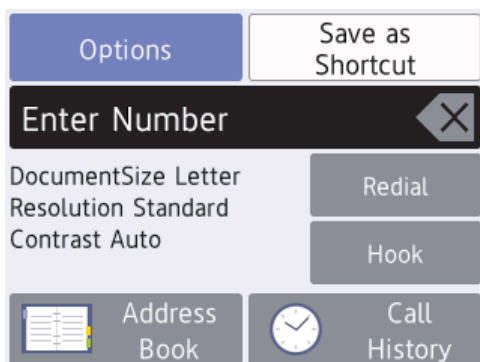 Options
Save as
Shortcut
Enter Number
DocumentSize Letter
Resolution Standard
Contrast Auto
Redial
Hook
Address
Book
Call
History